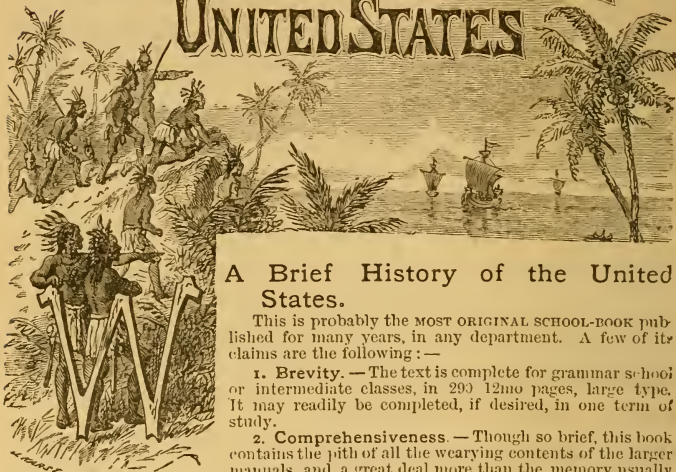 UNITED STATES
W
A Brief History of the United
States.
This is probably the MOST ORIGINAL SCHOOL-BOOK pub-
lished for many years, in any department. A few of its
claims are the following :—
1. Brevity. — The text is complete for grammar school
or intermediate classes, in 290 12mo pages, large type.
It may readily be completed, if desired, in one term of
study.
2. Comprehensiveness. — Though so brief, this book
contains the pith of all the wearying contents of the larger
manuals, and a great deal more than the memory usually